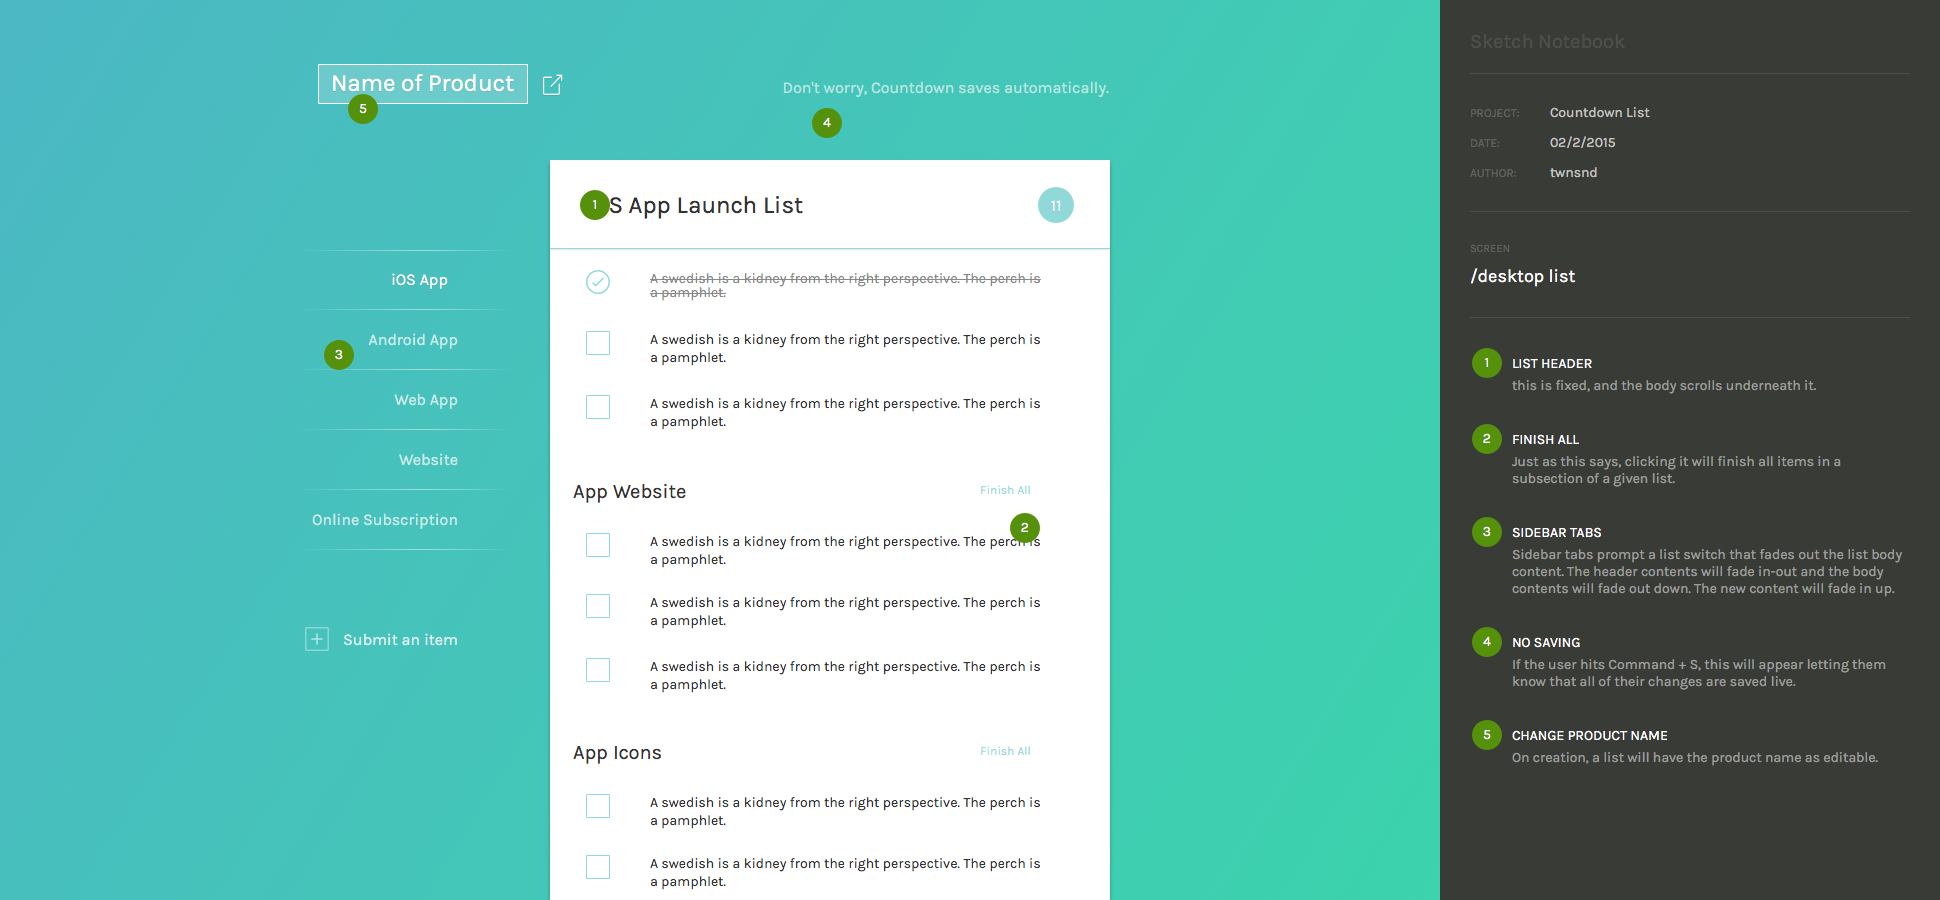 Name of Product
5
Don't worry, Countdown saves automatically.
4
1
S App Launch List
11
A swedish is a kidney from the right perspective. The perch is
a pamphlet.
A swedish is a kidney from the right perspective. The perch is
a pamphlet.
A swedish is a kidney from the right perspective. The perch is
a pamphlet.
App Website
Finish All
2
A swedish is a kidney from the right perspective. The perch is
a pamphlet.
A swedish is a kidney from the right perspective. The perch is
a pamphlet.
A swedish is a kidney from the right perspective. The perch is
a pamphlet.
App Icons
Finish All
A swedish is a kidney from the right perspective. The perch is
a pamphlet.
A swedish is a kidney from the right perspective. The perch is
a pamphlet.
iOS App
Android App
3
Web App
Website
Online Subscription
Submit an item
Sketch Notebook
PROJECT: Countdown List
DATE: 02/2/2015
AUTHOR: twnsnd
SCREEN
/desktop list
1 LIST HEADER
this is fixed, and the body scrolls underneath it.
2 FINISH ALL
Just as this says, clicking it will finish all items in a
subsection of a given list.
3 SIDEBAR TABS
Sidebar tabs prompt a list switch that fades out the list body
content. The header contents will fade in-out and the body
contents will fade out down. The new content will fade in up.
4 NO SAVING
If the user hits Command + S, this will appear letting them
know that all of their changes are saved live.
5 CHANGE PRODUCT NAME
On creation, a list will have the product name as editable.